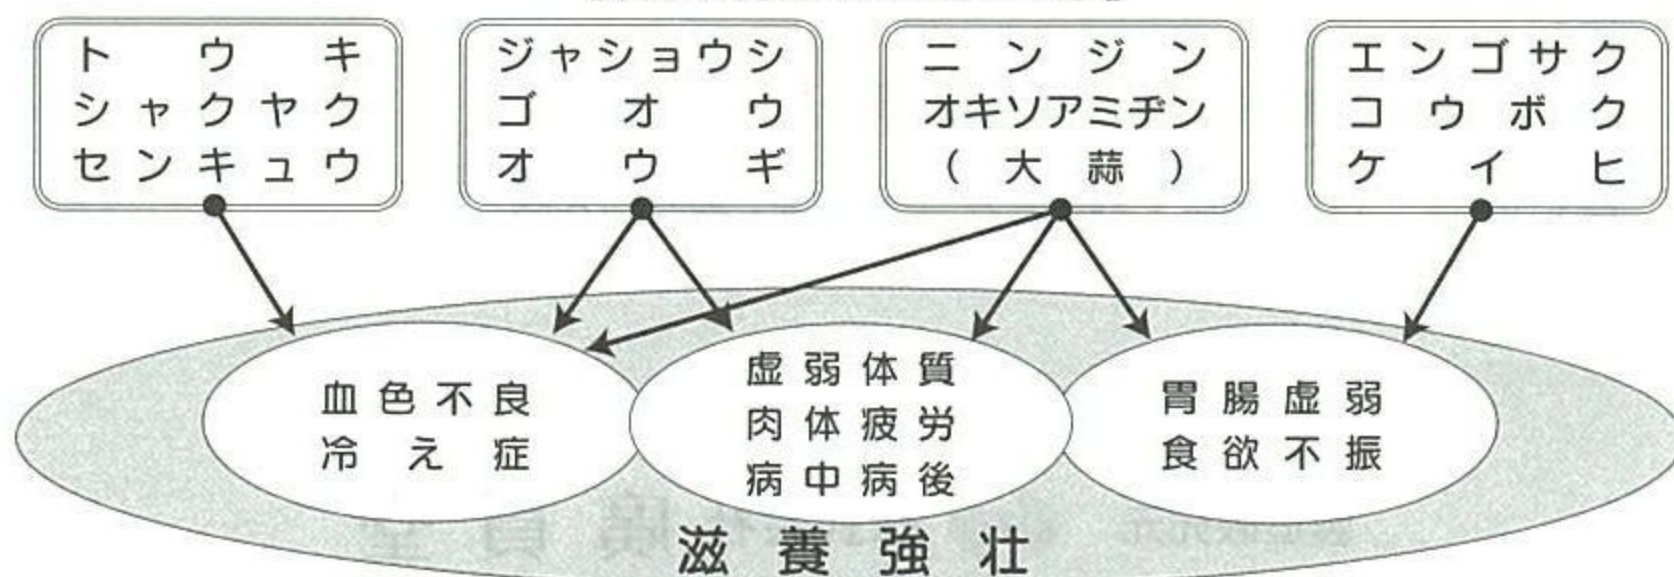 トウキ
シャクヤク
センキュウ
ジャショウシ
ゴオウ
オウギ
ニンジン
オキソアミヂン
(大蒜)
エンゴサク
コウボク
ケイヒ
血色不良
冷え症
虚弱体質
肉体疲労
病中病後
胃腸虚弱
食欲不振
滋養強壮